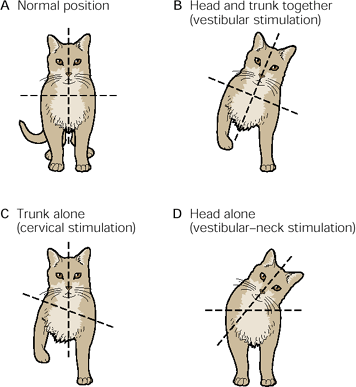 A Normal position
B Head and trunk together
(vestibular stimulation)
C Trunk alone
(cervical stimulation)
D Head alone
(vestibular–neck stimulation)